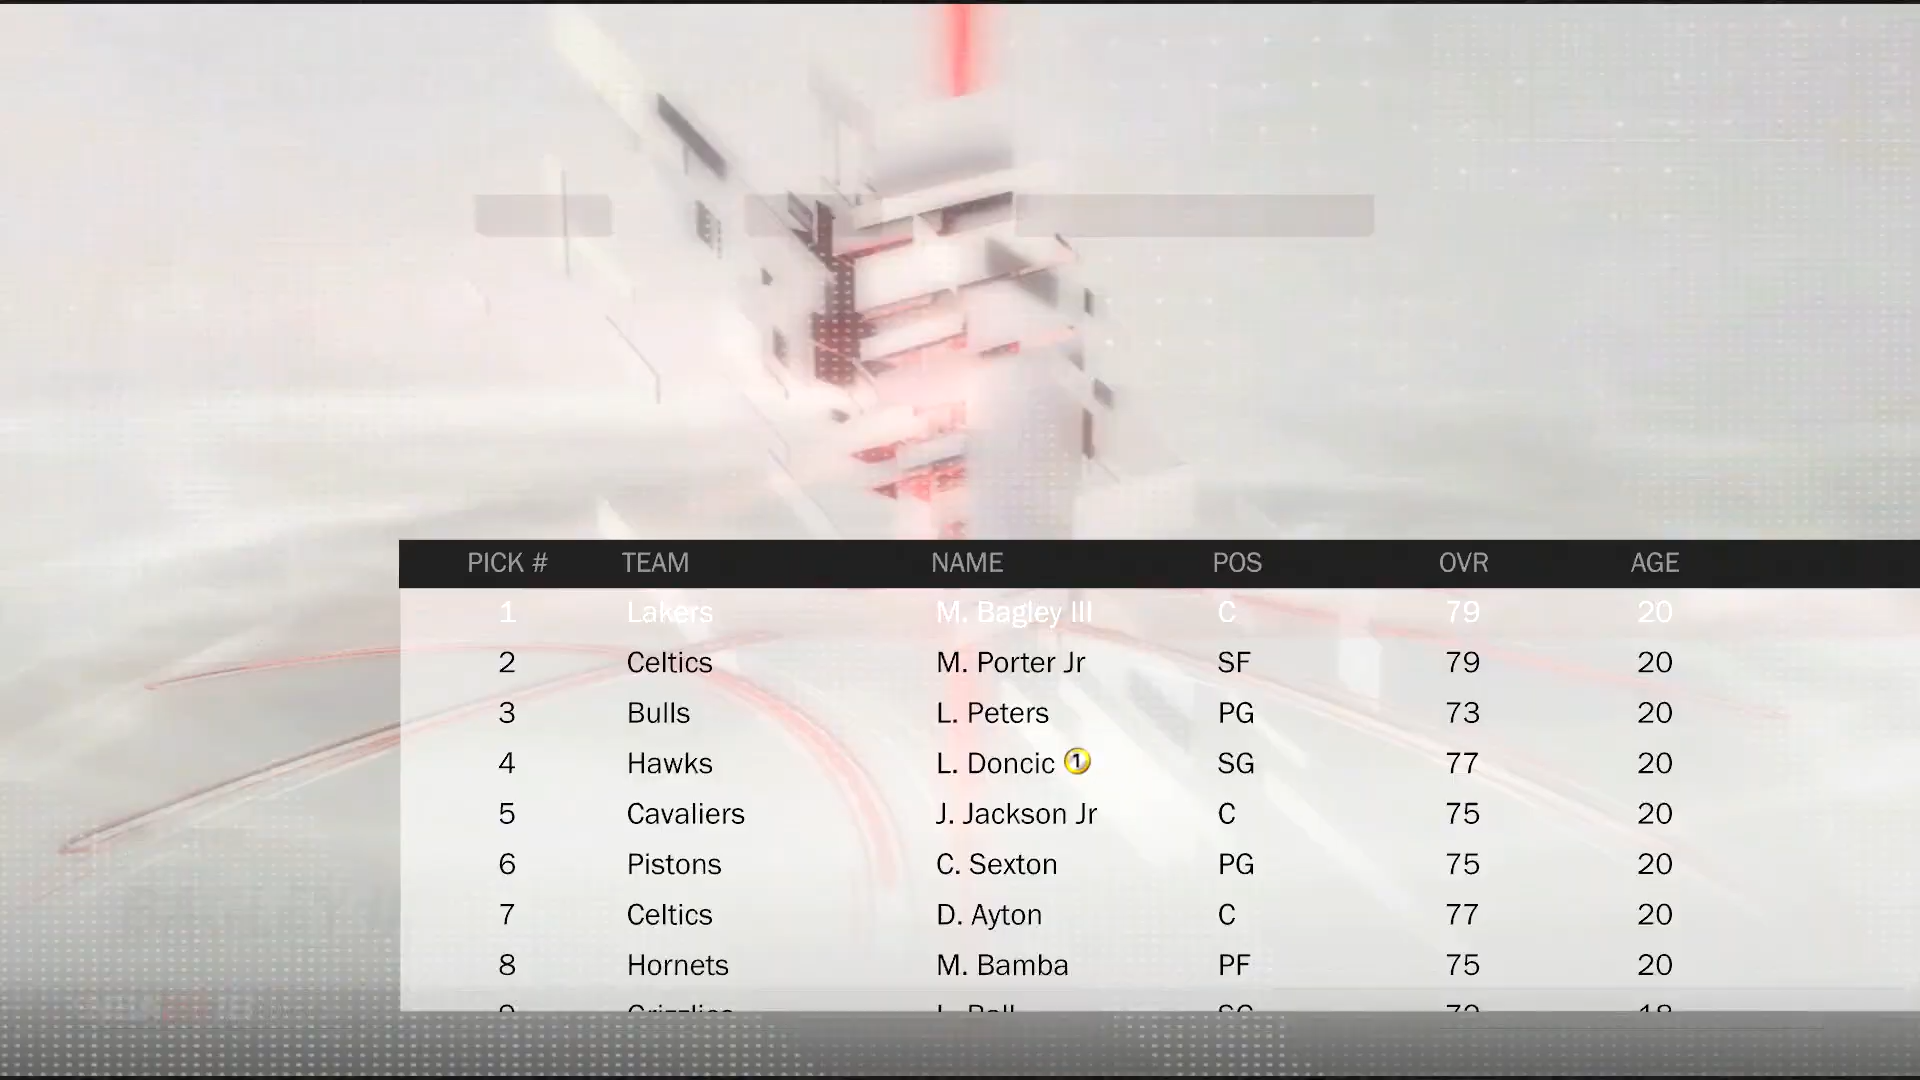 PICK # TEAM NAME POS OVR AGE
1 Lakers M. Bagley III C 79 20
2 Celtics M. Porter Jr SF 79 20
3 Bulls L. Peters PG 73 20
4 Hawks L. Doncic 1 SG 77 20
5 Cavaliers J. Jackson Jr C 75 20
6 Pistons C. Sexton PG 75 20
7 Celtics D. Ayton C 77 20
8 Hornets M. Bamba PF 75 20